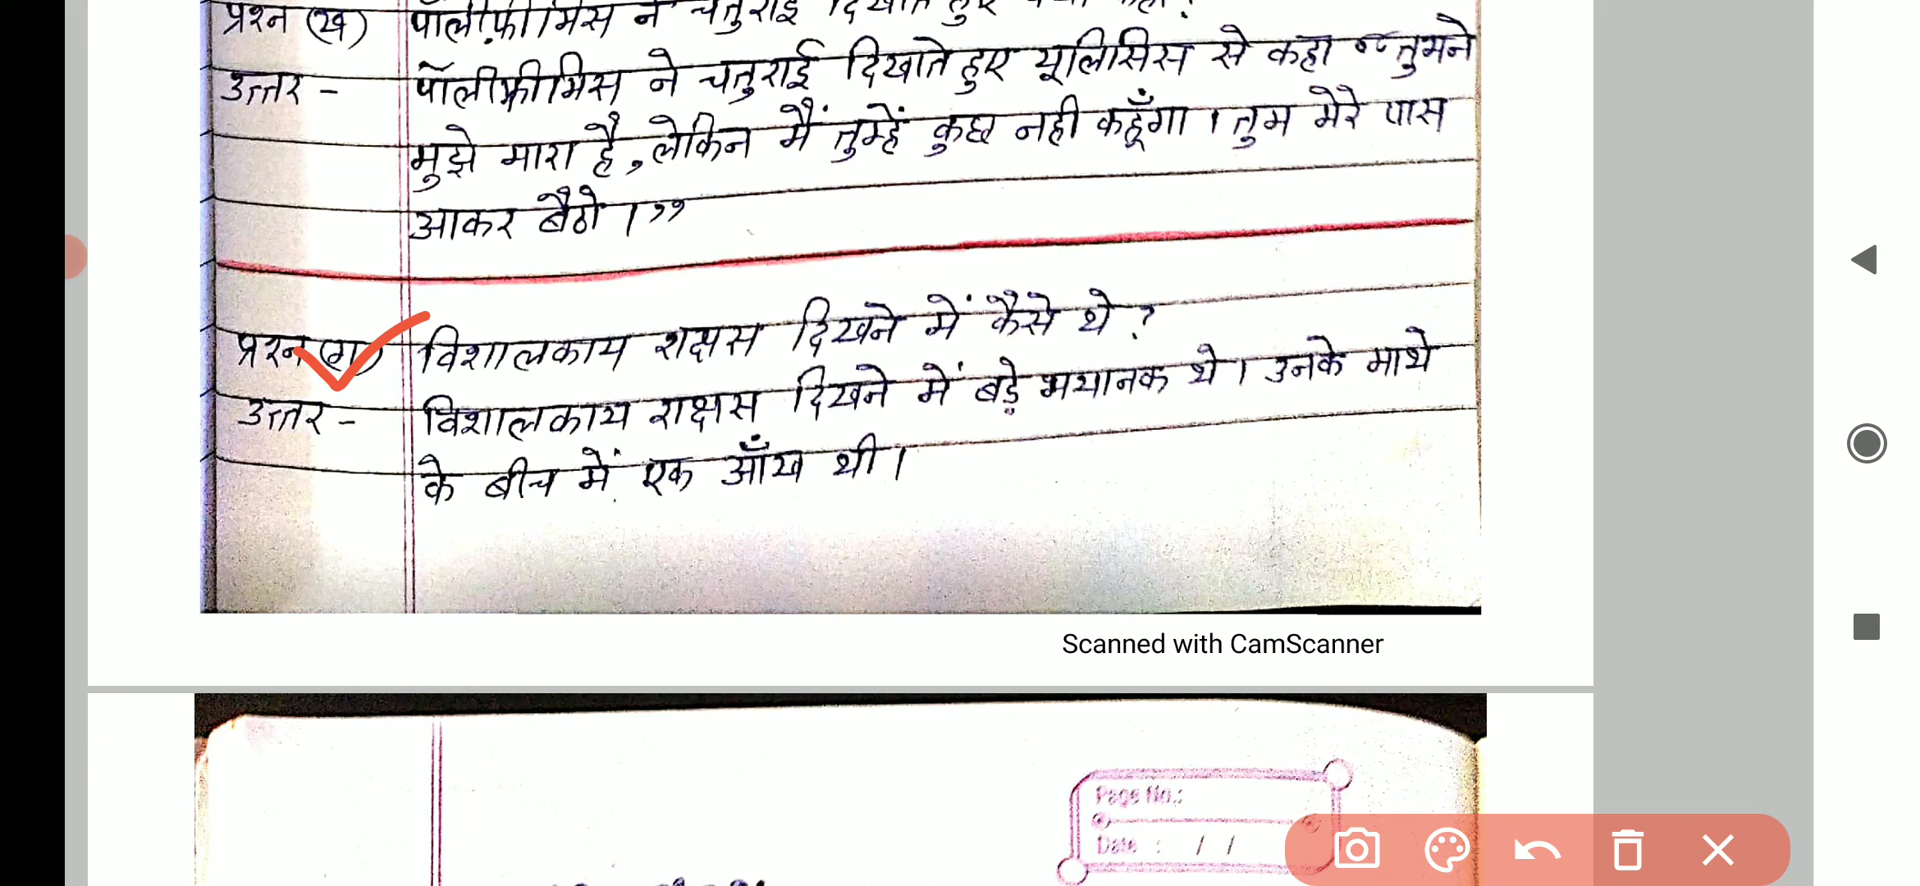 प्रश्न (ख) पॉलीफ़ीमिस ने चतुराई दिखाते हुए
उत्तर - पॉलीफ्रीमिस ने चतुराई दिखाते हुए यूलिसिस से कहा “तुमने
मुझे मारा है, लेकिन मैं तुम्हें कुछ नही कहूँगा । तुम मेरे पास
आकर बैठो ।”
प्रश्न (ग) विशालकाय राक्षस दिखने में कैसे थे ?
उत्तर - विशालकाय राक्षस दिखने में बड़े भयानक थे । उनके माथे
के बीच में एक आँख थी ।
Scanned with CamScanner
Page No.:
Date : / /